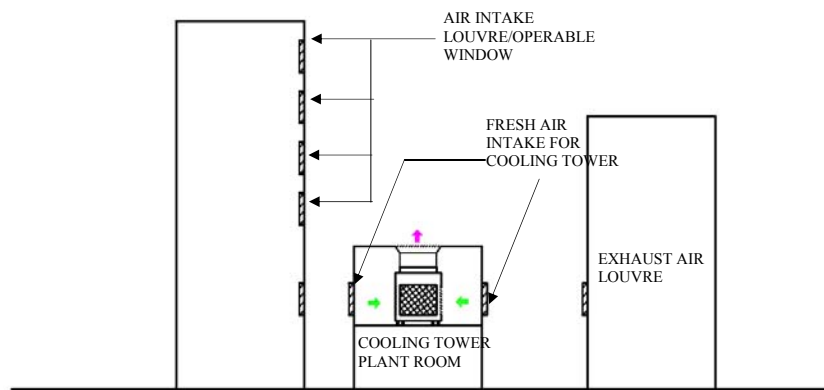 AIR INTAKE
LOUVRE/OPERABLE
WINDOW
FRESH AIR
INTAKE FOR
COOLING TOWER
EXHAUST AIR
LOUVRE
COOLING TOWER
PLANT ROOM